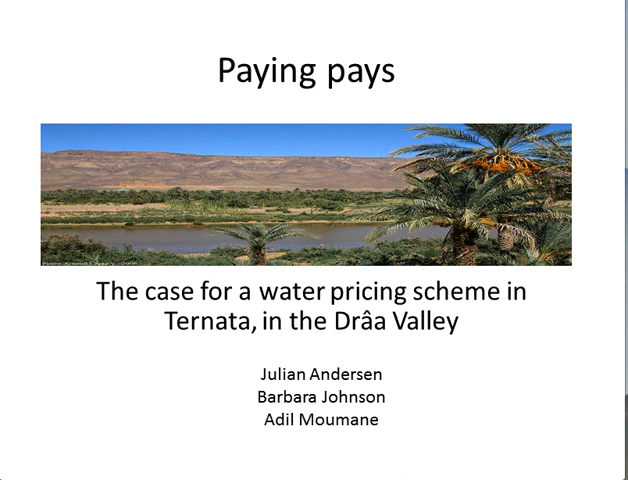 Paying pays
The case for a water pricing scheme in
Ternata, in the Drâa Valley
Julian Andersen
Barbara Johnson
Adil Moumane